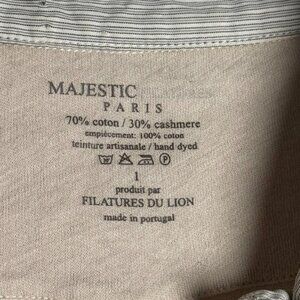 MAJESTIC
PARIS
70% coton / 30% cashmere
empiècement: 100% coton
teinture artisanale / hand dyed
1
produit par
FILATURES DU LION
made in portugal